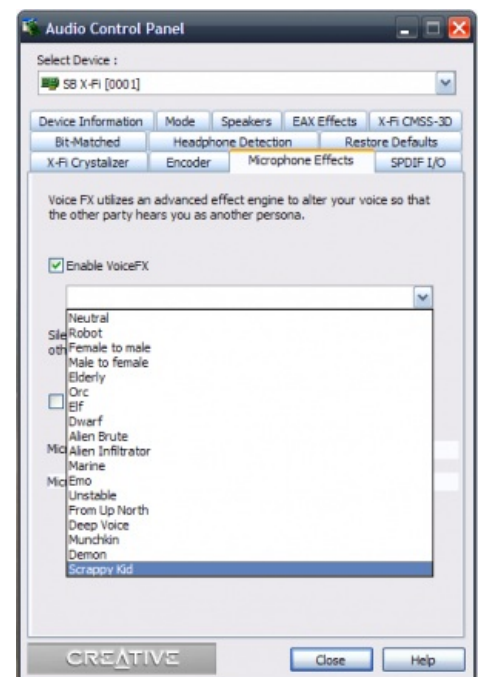 Audio Control Panel
Select Device :
SB X-Fi [0001]
Device Information Mode Speakers EAX Effects X-Fi CMSS-3D
Bit-Matched Headphone Detection Restore Defaults
X-Fi Crystalizer Encoder Microphone Effects SPDIF I/O
Voice FX utilizes an advanced effect engine to alter your voice so that
the other party hears you as another persona.
Enable VoiceFX
Neutral
Robot
Female to male
Male to female
Elderly
Orc
Elf
Dwarf
Alien Brute
Alien Infiltrator
Marine
Emo
Unstable
From Up North
Deep Voice
Munchkin
Demon
Scrappy Kid
CREATIVE Close Help